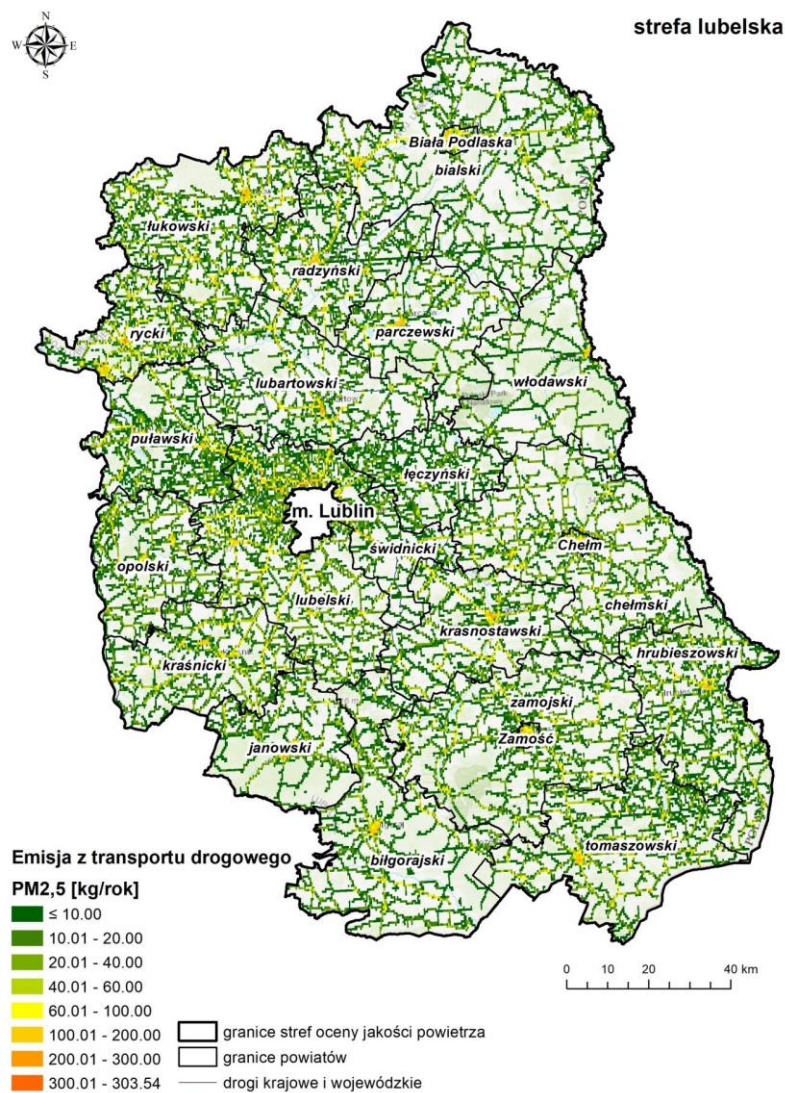 N
W E
S
strefa lubelska
Biała Podlaska
bialski
łukowski
radzyński
rycki
parczewski
lubartowski
włodawski
puławski
łęczyński
m. Lublin
świdnicki
Chełm
opolski
lubelski
chełmski
krasnostawski
hrubieszowski
kraśnicki
zamojski
janowski
Zamość
tomaszowski
biłgorajski
Emisja z transportu drogowego
PM2,5 [kg/rok]
≤ 10.00
10.01 - 20.00
20.01 - 40.00
40.01 - 60.00
60.01 - 100.00
100.01 - 200.00
200.01 - 300.00
300.01 - 303.54
granice stref oceny jakości powietrza
granice powiatów
drogi krajowe i wojewódzkie
0 10 20 40 km